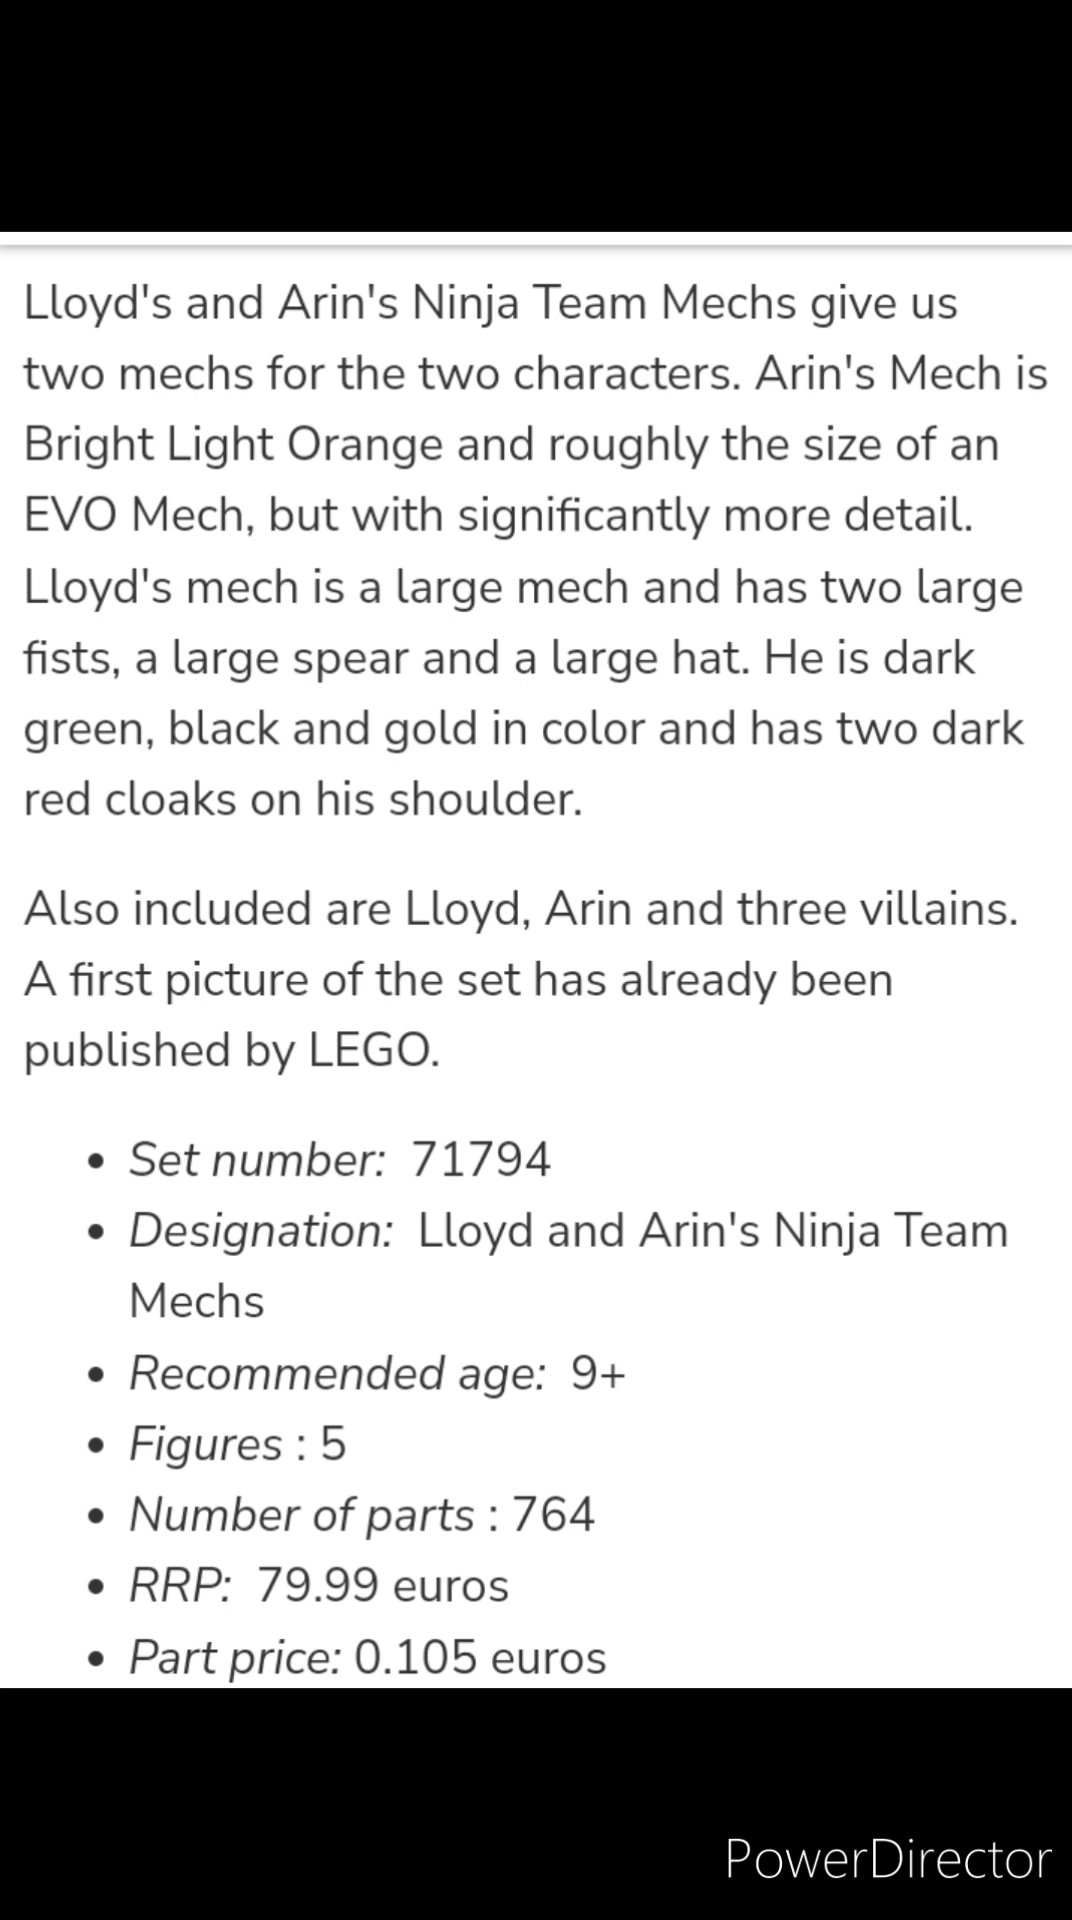 Lloyd's and Arin's Ninja Team Mechs give us
two mechs for the two characters. Arin's Mech is
Bright Light Orange and roughly the size of an
EVO Mech, but with significantly more detail.
Lloyd's mech is a large mech and has two large
fists, a large spear and a large hat. He is dark
green, black and gold in color and has two dark
red cloaks on his shoulder.
Also included are Lloyd, Arin and three villains.
A first picture of the set has already been
published by LEGO.
• Set number: 71794
• Designation: Lloyd and Arin's Ninja Team
Mechs
• Recommended age: 9+
• Figures : 5
• Number of parts : 764
• RRP: 79.99 euros
• Part price: 0.105 euros
PowerDirector